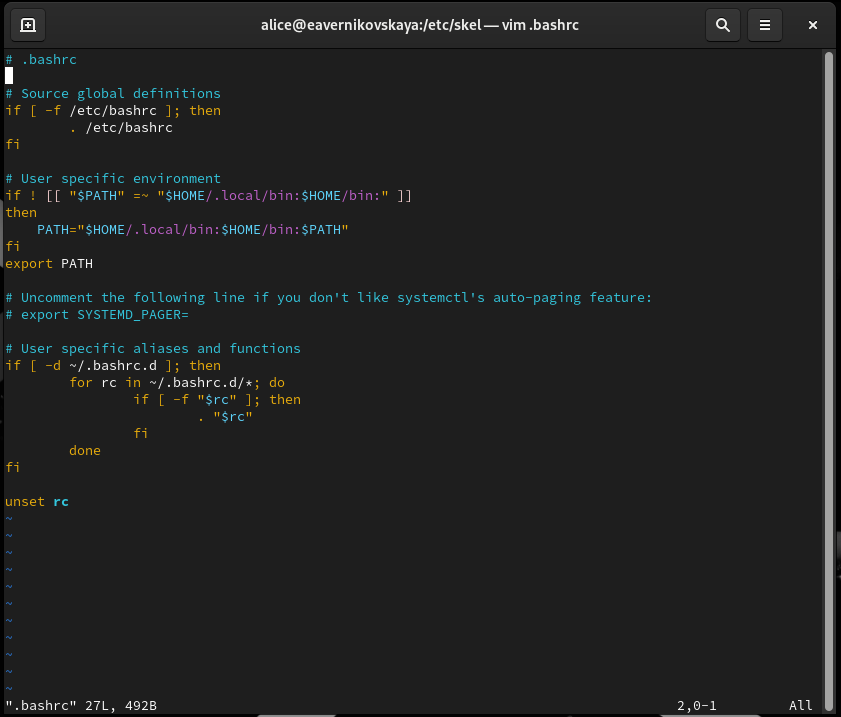 alice@eavernikovskaya:/etc/skel — vim .bashrc
# .bashrc

# Source global definitions
if [ -f /etc/bashrc ]; then
        . /etc/bashrc
fi

# User specific environment
if ! [[ "$PATH" =~ "$HOME/.local/bin:$HOME/bin:" ]]
then
    PATH="$HOME/.local/bin:$HOME/bin:$PATH"
fi
export PATH

# Uncomment the following line if you don't like systemctl's auto-paging feature:
# export SYSTEMD_PAGER=

# User specific aliases and functions
if [ -d ~/.bashrc.d ]; then
        for rc in ~/.bashrc.d/*; do
                if [ -f "$rc" ]; then
                        . "$rc"
                fi
        done
fi

unset rc
~
~
~
~
~
~
~
~
~
~
~
".bashrc" 27L, 492B 2,0-1 All